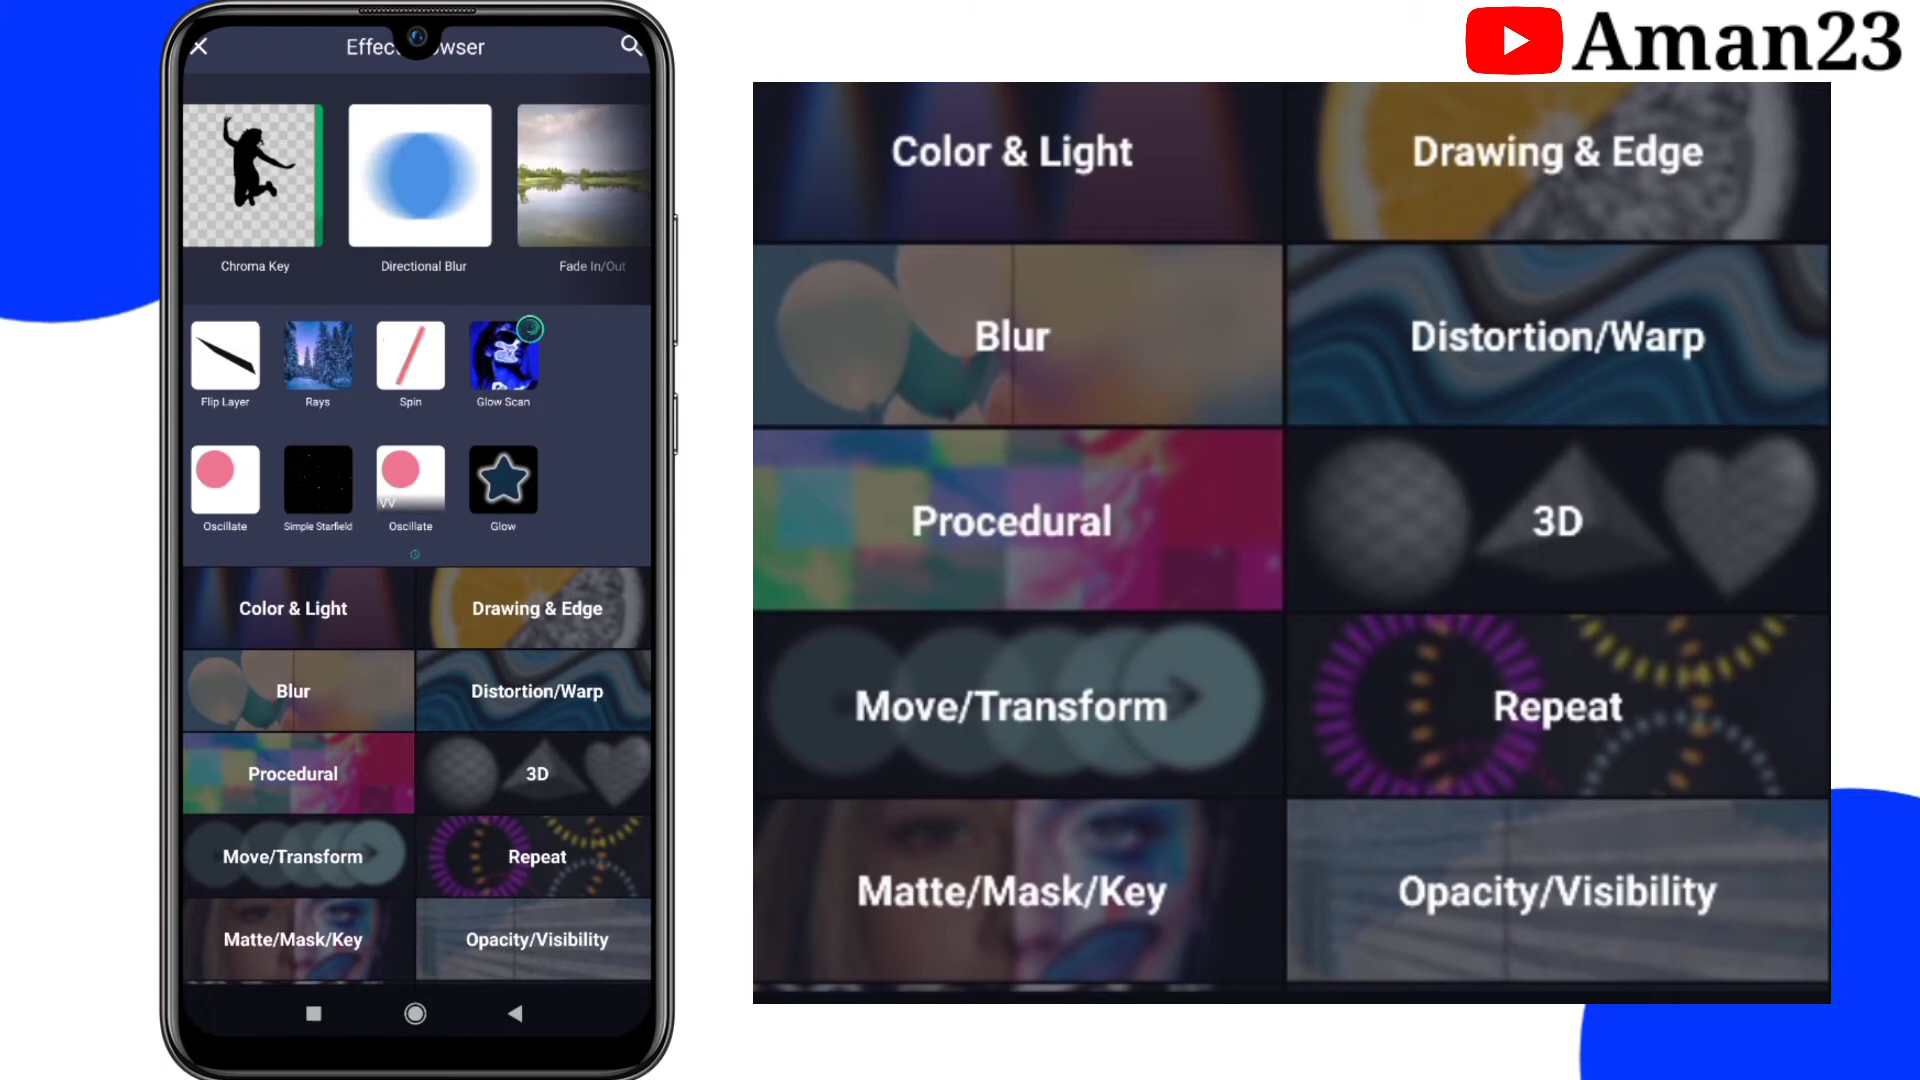 Effec wser
Chroma Key
Directional Blur
Fade In/Out
Flip Layer
Rays
Spin
Glow Scan
VV
Oscillate
Simple Starfield
Oscillate
Glow
Color & Light
Drawing & Edge
Blur
Distortion/Warp
Procedural
3D
Move/Transform
Repeat
Matte/Mask/Key
Opacity/Visibility
Aman23
Color & Light
Drawing & Edge
Blur
Distortion/Warp
Procedural
3D
Move/Transform
Repeat
Matte/Mask/Key
Opacity/Visibility